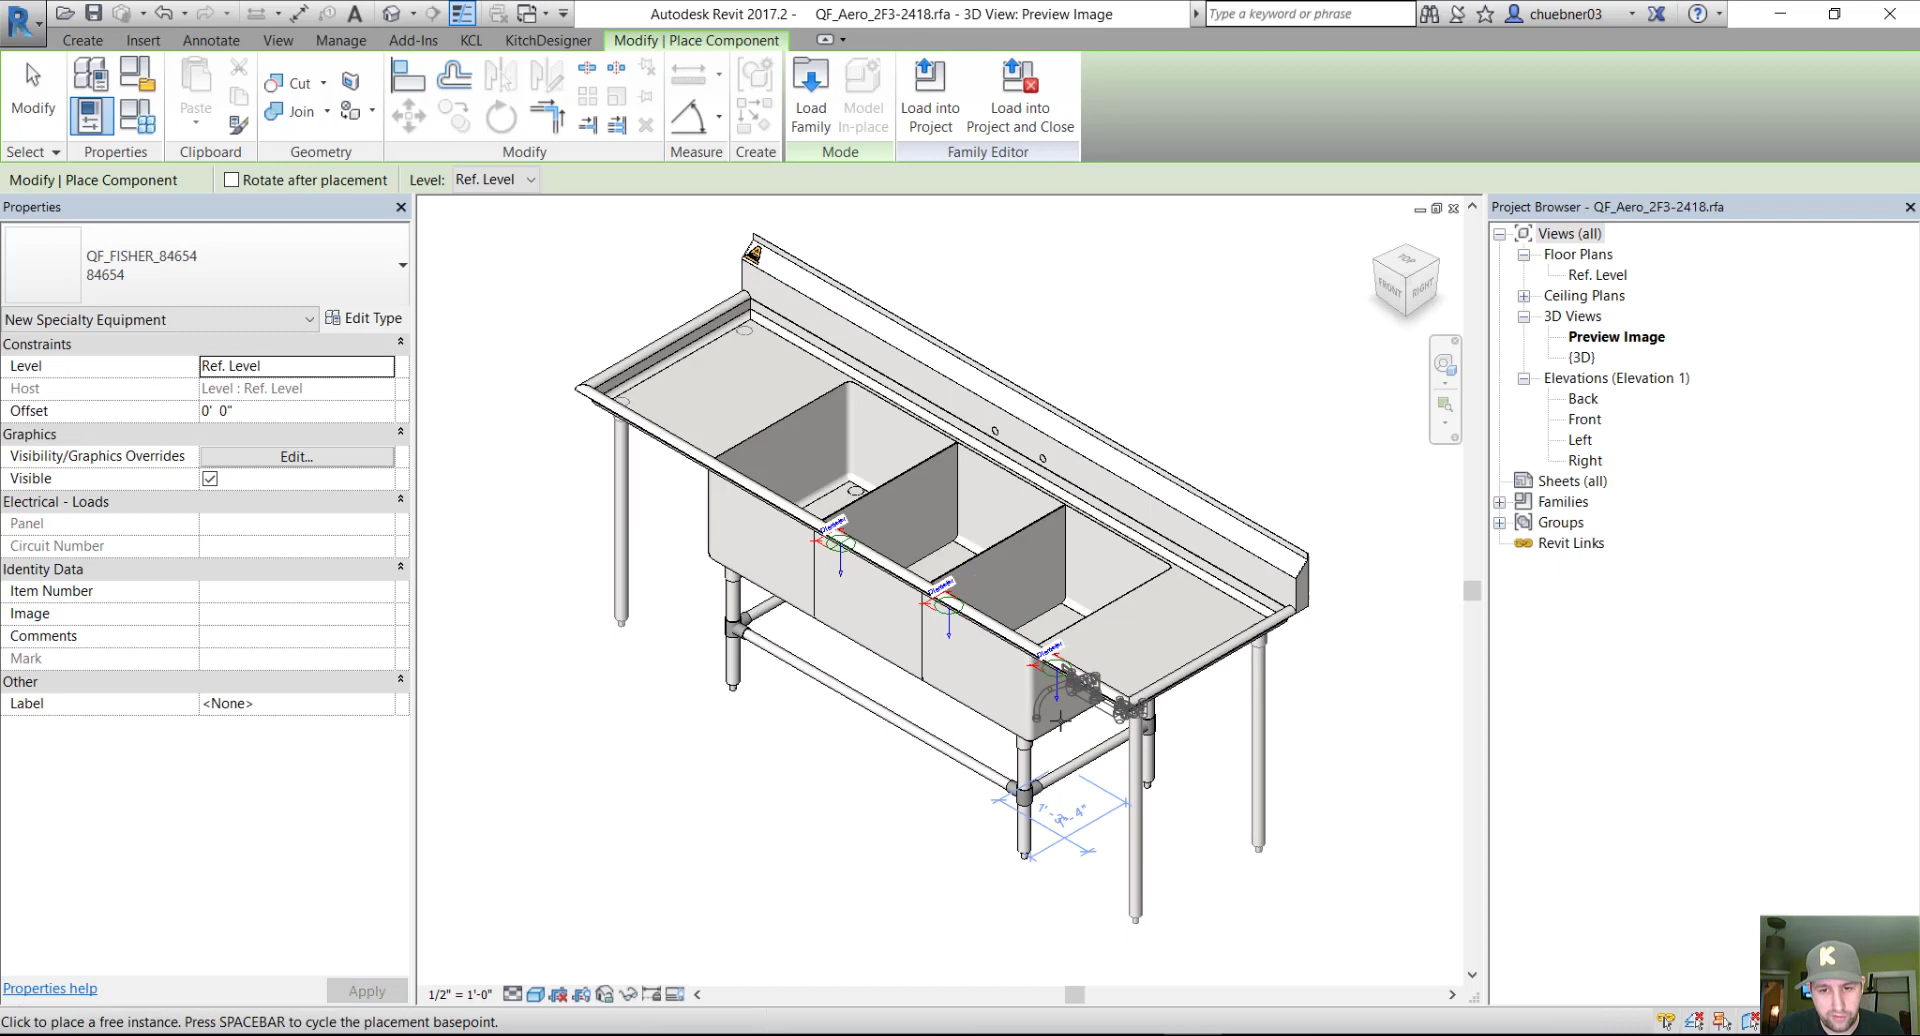 Autodesk Revit 2017.2 - QF_Aero_2F3-2418.rfa - 3D View: Preview Image
Type a keyword or phrase
chuebner03
Create Insert Annotate View Manage Add-Ins KCL KitchDesigner Modify | Place Component
Modify
Paste
Cut
Join
Load Family
Model In-place
Load into Project
Load into Project and Close
Select Properties Clipboard Geometry Modify Measure Create Mode Family Editor
Modify | Place Component Rotate after placement Level: Ref. Level
Properties
QF_FISHER_84654
84654
New Specialty Equipment Edit Type
Constraints
Level Ref. Level
Host Level : Ref. Level
Offset 0' 0"
Graphics
Visibility/Graphics Overrides Edit...
Visible
Electrical - Loads
Panel
Circuit Number
Identity Data
Item Number
Image
Comments
Mark
Other
Label <None>
Properties help Apply
TOP
FRONT RIGHT
Diameter
Diameter
Diameter
1/2" = 1'-0"
Click to place a free instance. Press SPACEBAR to cycle the placement basepoint.
Project Browser - QF_Aero_2F3-2418.rfa
Views (all)
Floor Plans
Ref. Level
Ceiling Plans
3D Views
Preview Image
{3D}
Elevations (Elevation 1)
Back
Front
Left
Right
Sheets (all)
Families
Groups
Revit Links
K